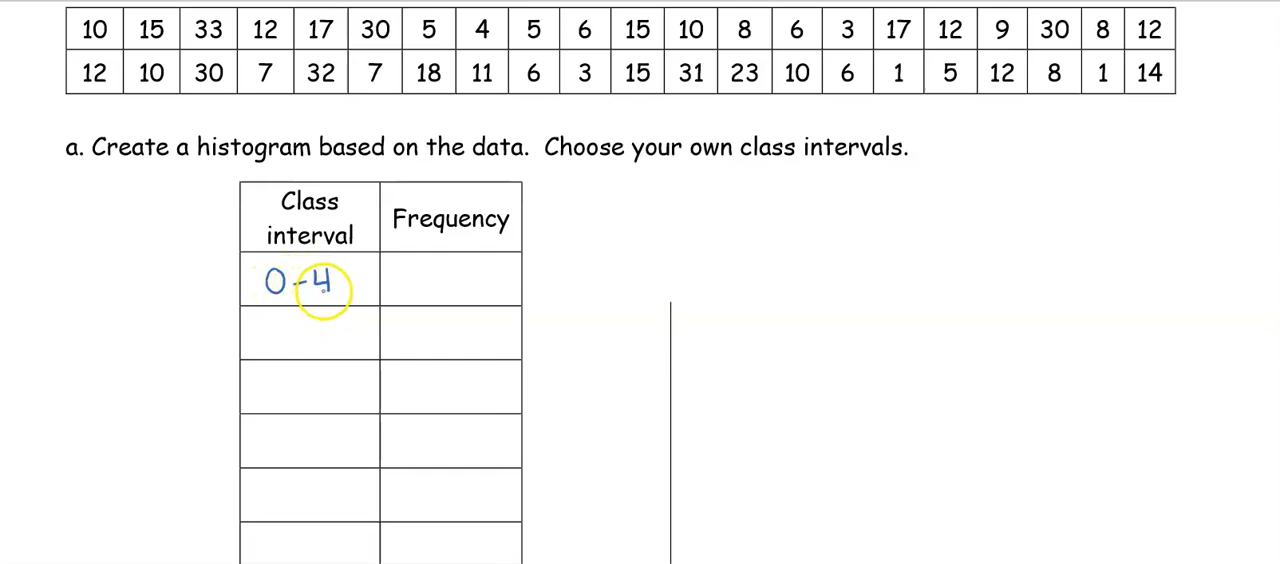 10 15 33 12 17 30 5 4 5 6 15 10 8 6 3 17 12 9 30 8 12
12 10 30 7 32 7 18 11 6 3 15 31 23 10 6 1 5 12 8 1 14
a. Create a histogram based on the data. Choose your own class intervals.
Class
interval
Frequency
0-4